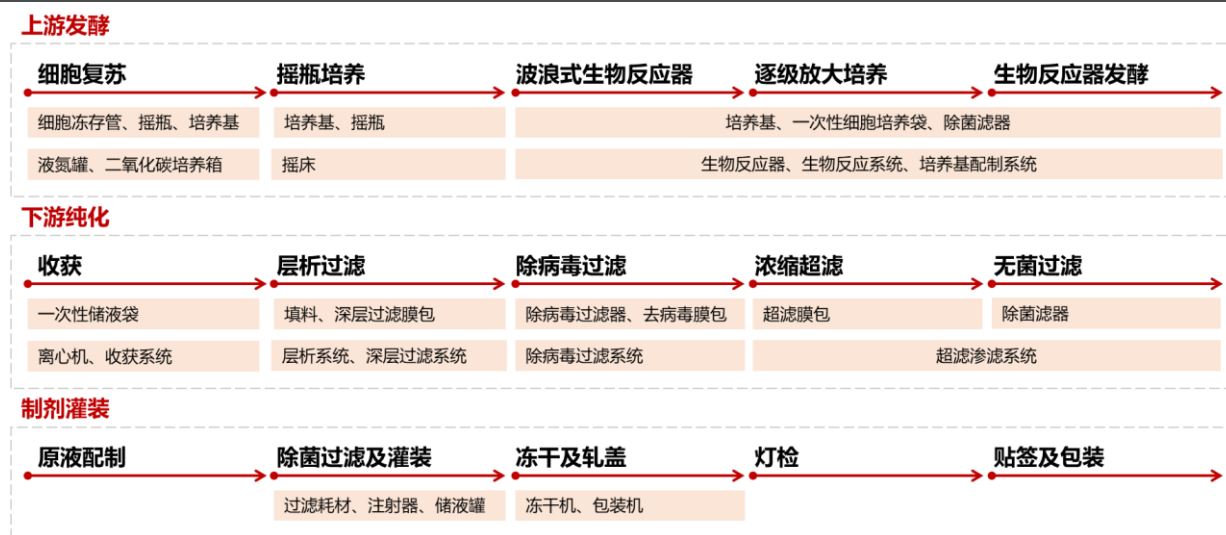 上游发酵
细胞复苏 摇瓶培养 波浪式生物反应器 逐级放大培养 生物反应器发酵
细胞冻存管、摇瓶、培养基 培养基、摇瓶 培养基、一次性细胞培养袋、除菌滤器
液氮罐、二氧化碳培养箱 摇床 生物反应器、生物反应系统、培养基配制系统
下游纯化
收获 层析过滤 除病毒过滤 浓缩超滤 无菌过滤
一次性储液袋 填料、深层过滤膜包 除病毒过滤器、去病毒膜包 超滤膜包 除菌滤器
离心机、收获系统 层析系统、深层过滤系统 除病毒过滤系统 超滤渗滤系统
制剂灌装
原液配制 除菌过滤及灌装 冻干及轧盖 灯检 贴签及包装
过滤耗材、注射器、储液罐 冻干机、包装机